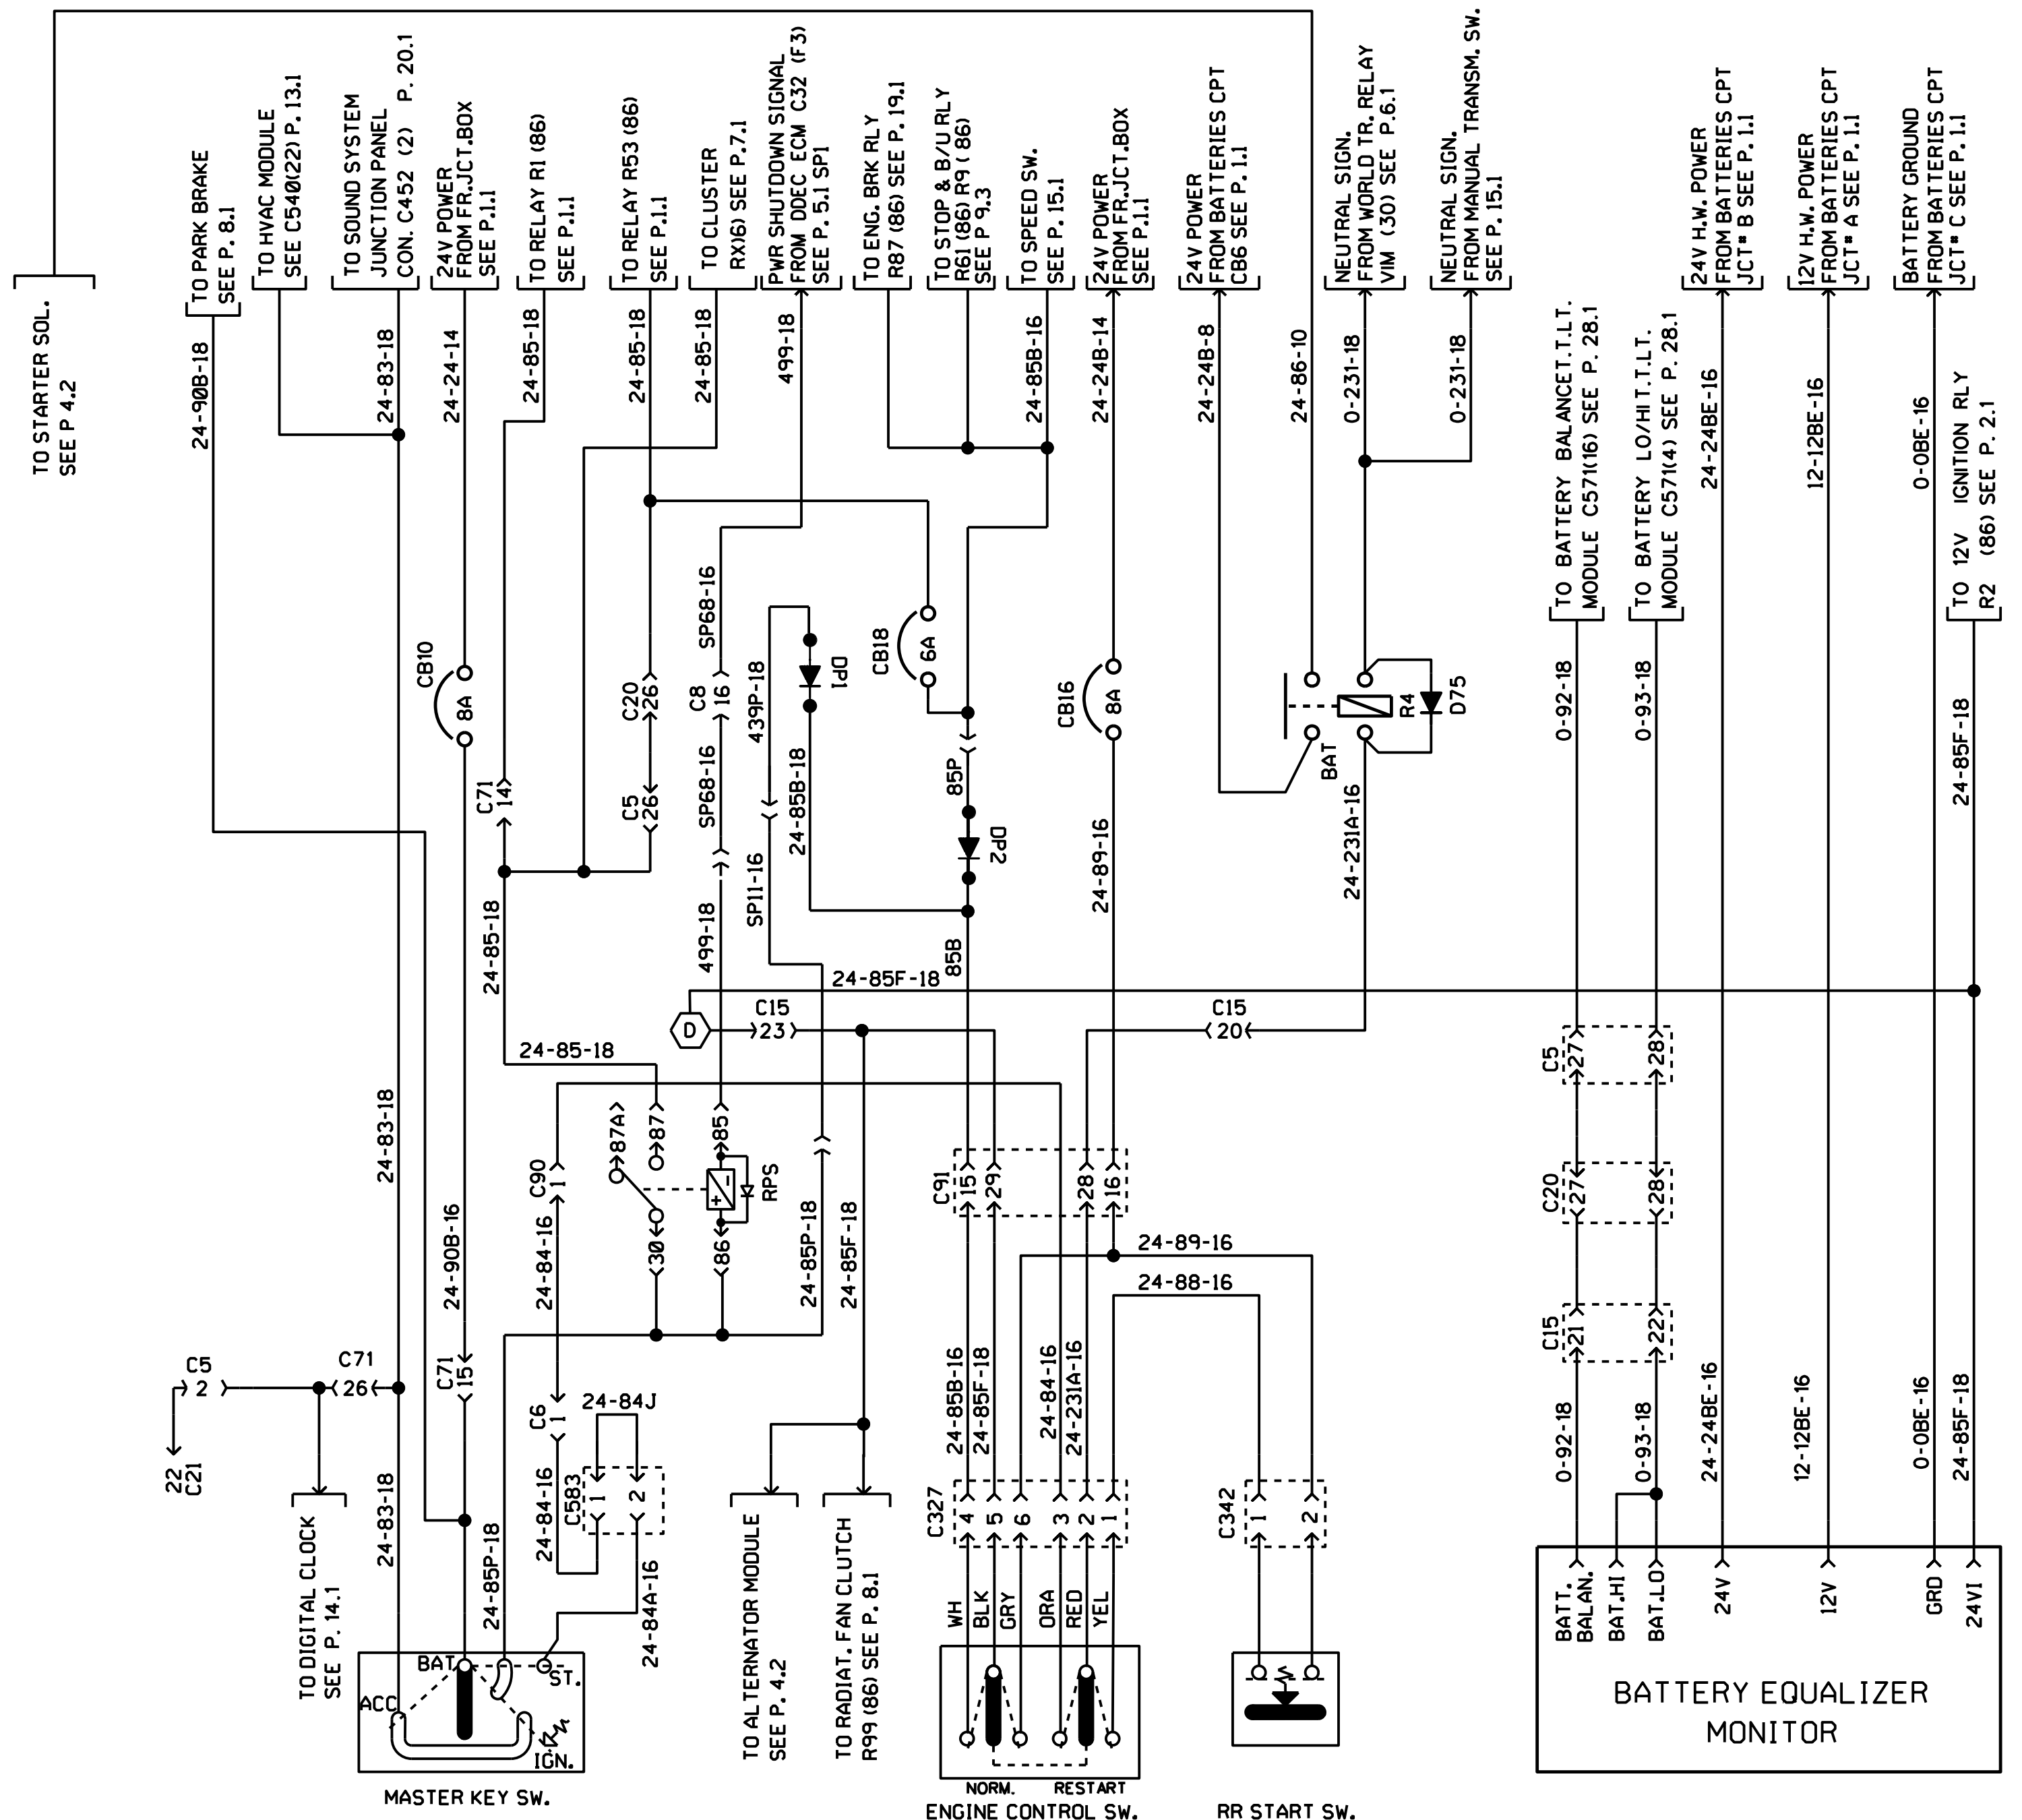 TO STARTER SOL.
SEE P 4.2
TO PARK BRAKE
SEE P. 8.1
TO HVAC MODULE
SEE C540(22) P. 13.1
TO SOUND SYSTEM
JUNCTION PANEL
CON. C452 (2) P. 20.1
24V POWER
FROM FR.JCT.BOX
SEE P.1.1
TO RELAY R1 (86)
SEE P.1.1
TO RELAY R53 (86)
SEE P.1.1
TO CLUSTER
RX)6) SEE P.7.1
PWR SHUTDOWN SIGNAL
FROM DDEC ECM C32 (F3)
SEE P. 5.1 SP1
TO ENG. BRK RLY
R87 (86) SEE P. 19.1
TO STOP & B/U RLY
R61 (86) R9 ( 86)
SEE P 9.3
TO SPEED SW.
SEE P. 15.1
24V POWER
FROM FR.JCT.BOX
SEE P.1.1
24V POWER
FROM BATTERIES CPT
CB6 SEE P. 1.1
NEUTRAL SIGN.
FROM WORLD TR. RELAY
VIM (30) SEE P.6.1
NEUTRAL SIGN.
FROM MANUAL TRANSM. SW.
SEE P. 15.1
24V H.W. POWER
FROM BATTERIES CPT
JCT# B SEE P. 1.1
12V H.W. POWER
FROM BATTERIES CPT
JCT# A SEE P. 1.1
BATTERY GROUND
FROM BATTERIES CPT
JCT# C SEE P. 1.1
TO BATTERY BALANCET.T.LT.
MODULE C571(16) SEE P. 28.1
TO BATTERY LO/HI T.T.LT.
MODULE C571(4) SEE P. 28.1
TO 12V IGNITION RLY
R2 (86) SEE P. 2.1
24-90B-18
24-83-18
24-24-14
24-85-18
24-85-18
24-85-18
499-18
24-85B-16
24-24B-14
24-24B-8
24-86-10
0-231-18
0-231-18
24-24BE-16
12-12BE-16
0-0BE-16
CB10
8A
C20
26
C5
26
C71
14
SP68-16
C8
16
SP68-16
439P-18
DP1
24-85B-18
SP11-16
CB18
6A
85P
DP2
85B
CB16
8A
24-89-16
BAT
R4
D75
24-231A-16
0-92-18
0-93-18
24-85F-18
24-85-18
499-18
24-85F-18
D
C15
23
C15
20
24-85-18
87A
87
85
30
86
RPS
C90
1
24-84-16
24-83-18
24-90B-16
24-85P-18
24-85F-18
C91
15
29
28
16
24-89-16
24-88-16
C5
27
28
C20
27
28
C15
21
22
C5
2
C71
26
22
C21
C71
15
C6
1
24-84J
24-84-16
C583
1
2
24-84A-16
24-83-18
24-85P-18
24-85B-16
24-85F-18
24-84-16
24-231A-16
C327
4
5
6
3
2
1
C342
1
2
0-92-18
0-93-18
24-24BE-16
12-12BE-16
0-0BE-16
24-85F-18
TO DIGITAL CLOCK
SEE P. 14.1
TO ALTERNATOR MODULE
SEE P. 4.2
TO RADIAT. FAN CLUTCH
R99 (86) SEE P. 8.1
WH
BLK
GRY
ORA
RED
YEL
BAT
ST.
ACC
IGN.
MASTER KEY SW.
NORM.
RESTART
ENGINE CONTROL SW.
RR START SW.
BATT.
BALAN.
BAT.HI
BAT.LO
24V
12V
GRD
24VI
BATTERY EQUALIZER
MONITOR